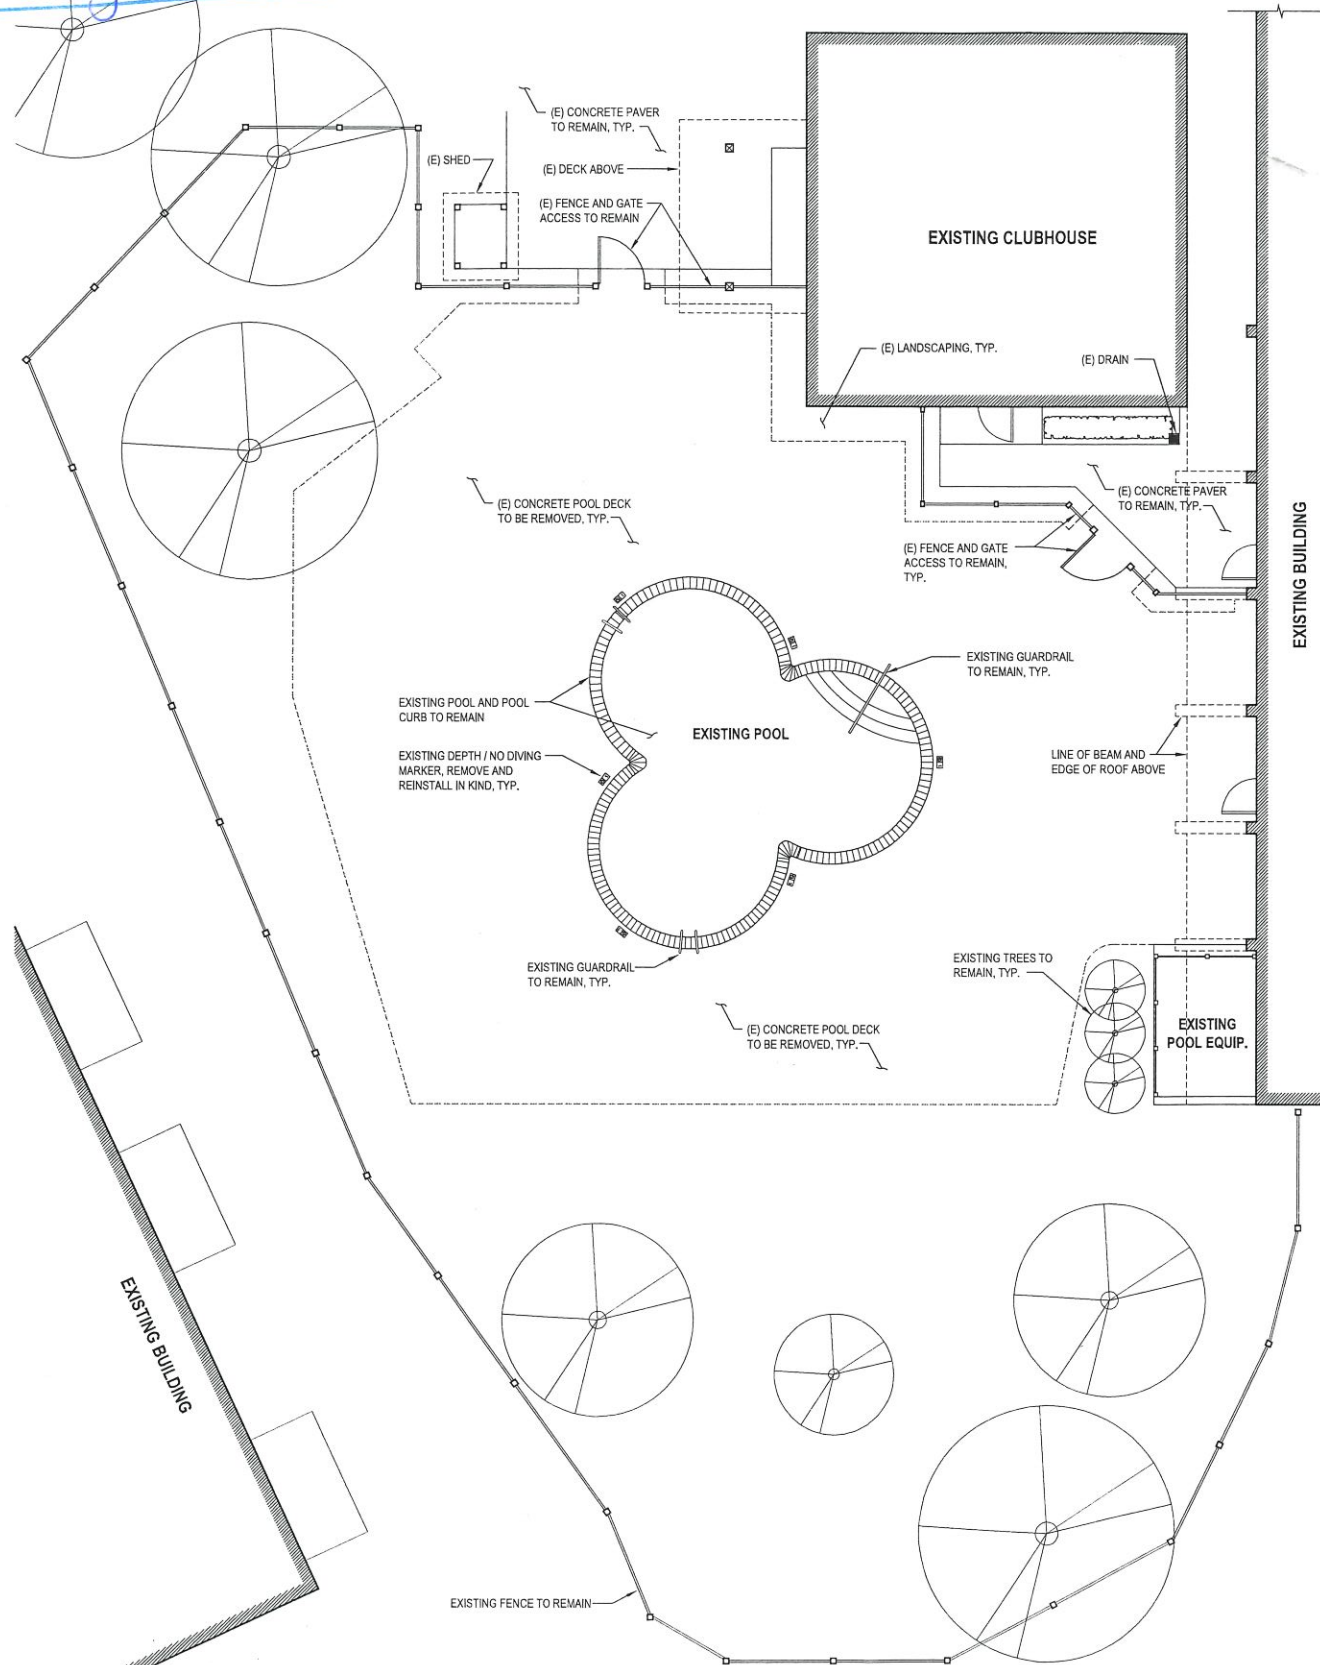 (E) CONCRETE PAVER
TO REMAIN, TYP.
(E) SHED
(E) DECK ABOVE
(E) FENCE AND GATE
ACCESS TO REMAIN
EXISTING CLUBHOUSE
(E) LANDSCAPING, TYP.
(E) DRAIN
(E) CONCRETE POOL DECK
TO BE REMOVED, TYP.
(E) CONCRETE PAVER
TO REMAIN, TYP.
(E) FENCE AND GATE
ACCESS TO REMAIN,
TYP.
EXISTING BUILDING
EXISTING GUARDRAIL
TO REMAIN, TYP.
EXISTING POOL AND POOL
CURB TO REMAIN
EXISTING POOL
EXISTING DEPTH / NO DIVING
MARKER, REMOVE AND
REINSTALL IN KIND, TYP.
LINE OF BEAM AND
EDGE OF ROOF ABOVE
EXISTING GUARDRAIL
TO REMAIN, TYP.
EXISTING TREES TO
REMAIN, TYP.
(E) CONCRETE POOL DECK
TO BE REMOVED, TYP.
EXISTING
POOL EQUIP.
EXISTING BUILDING
EXISTING FENCE TO REMAIN